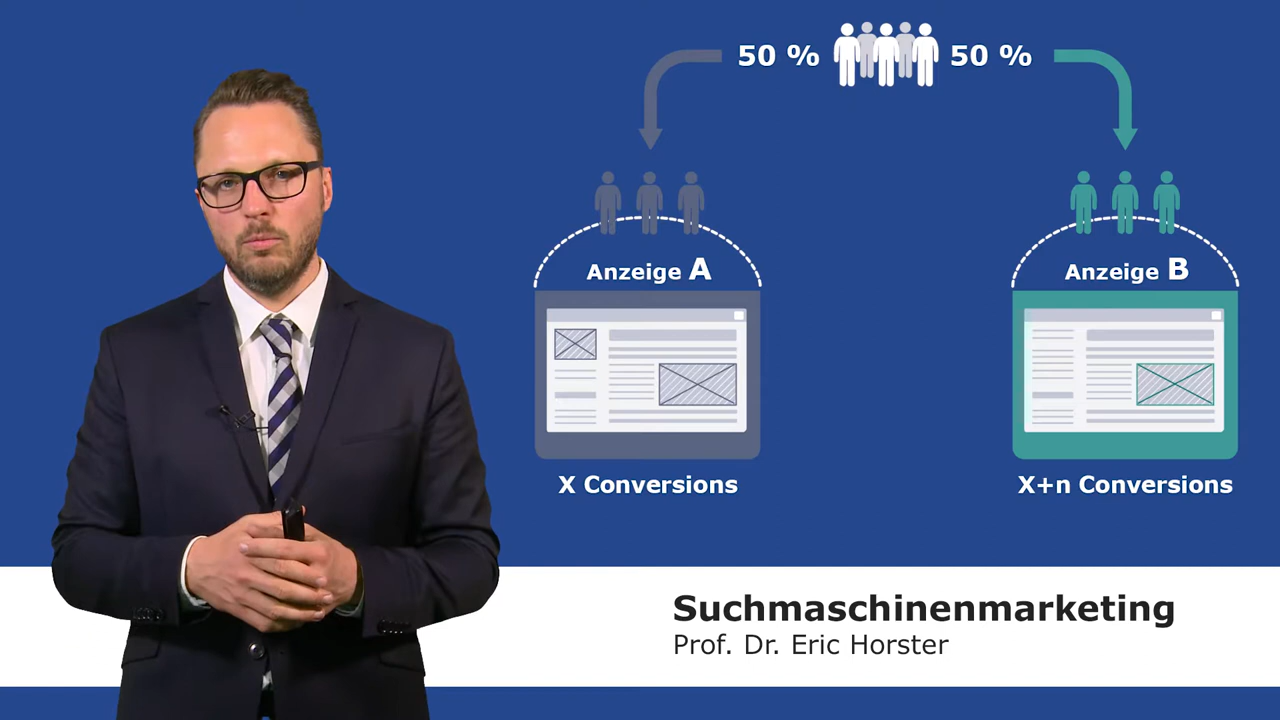 50 % 50 %
Anzeige A
Anzeige B
X Conversions
X+n Conversions
Suchmaschinenmarketing
Prof. Dr. Eric Horster